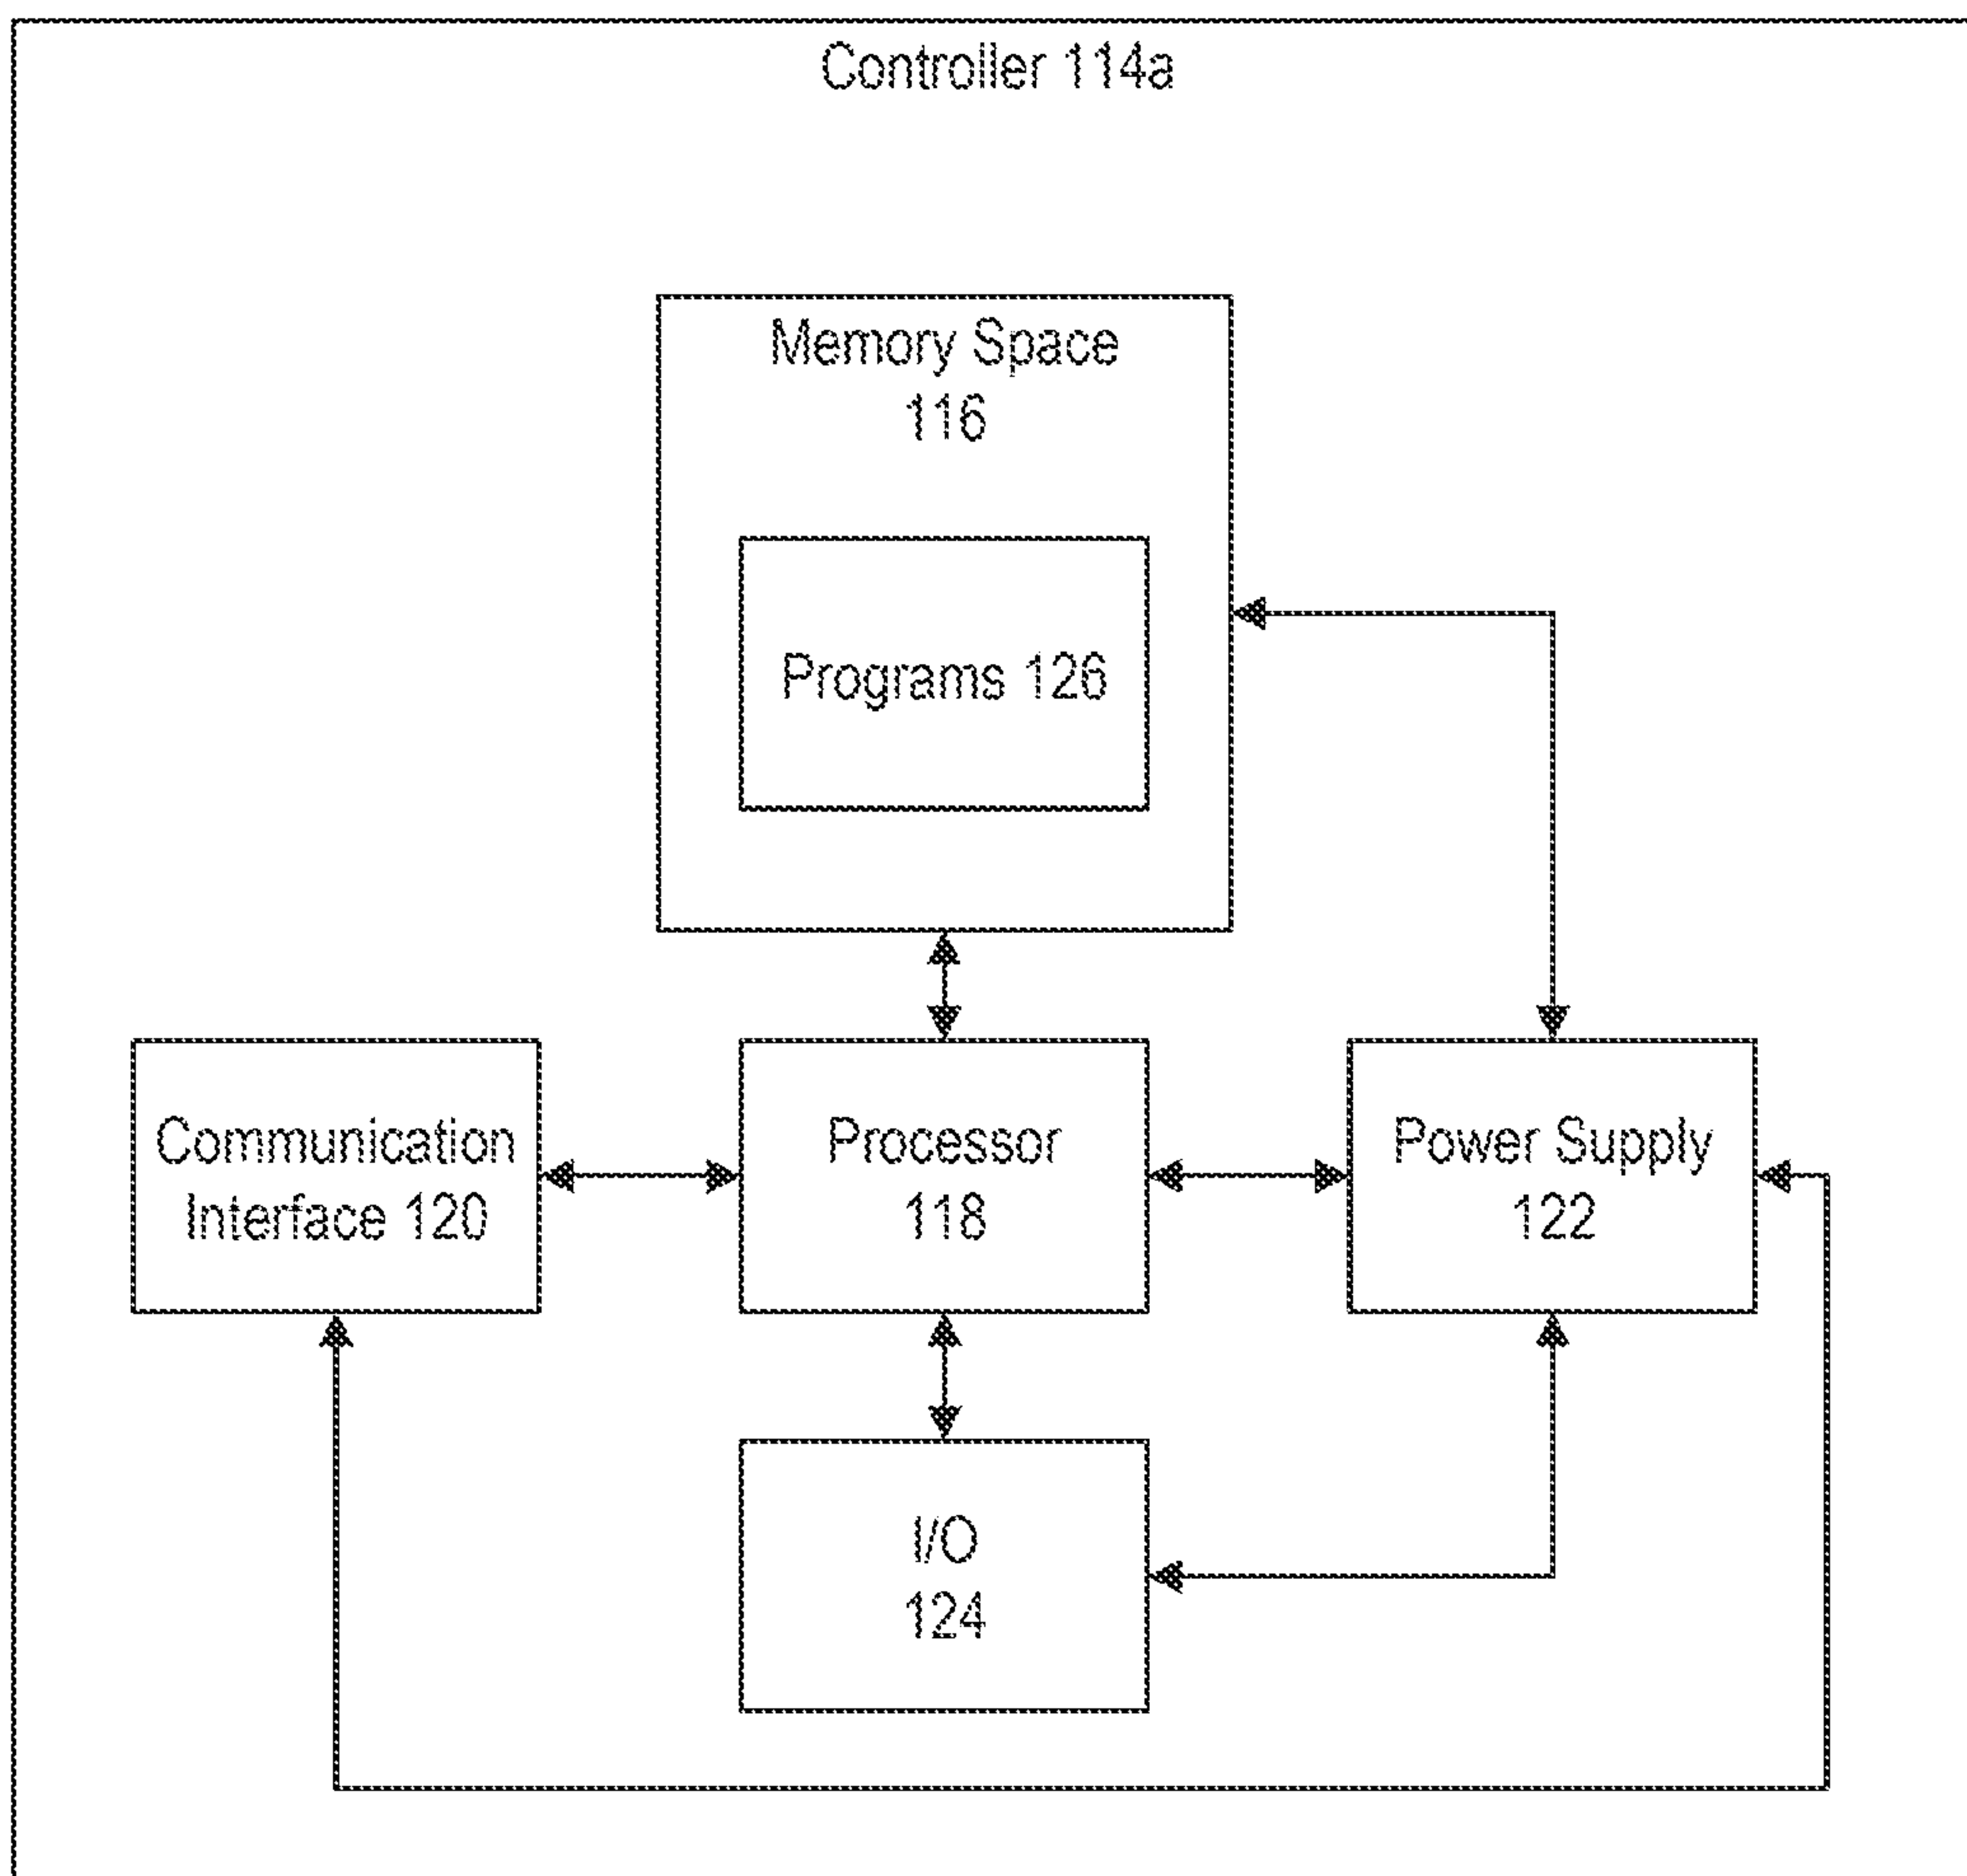 Controller 114a
Memory Space
116
Programs 126
Communication
Interface 120
Processor
118
Power Supply
122
I/O
124